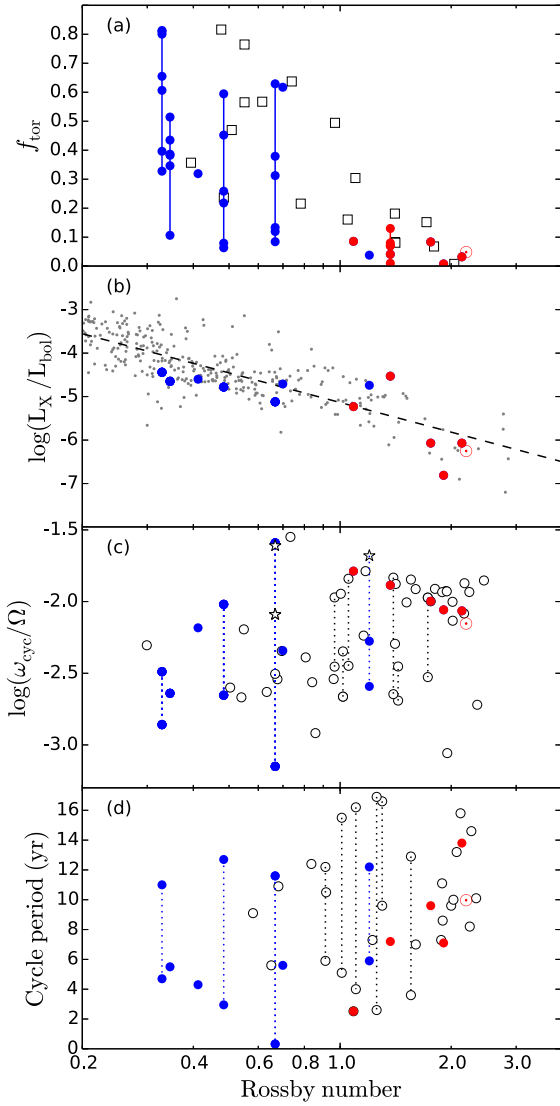 (a)
f_tor
0.8
0.7
0.6
0.5
0.4
0.3
0.2
0.1
0.0
(b)
log(L_X/L_bol)
-3
-4
-5
-6
-7
(c)
log(ω_cyc/Ω)
-1.5
-2.0
-2.5
-3.0
(d)
Cycle period (yr)
16
14
12
10
8
6
4
2
0
0.2 0.4 0.6 0.8 1.0 2.0 3.0
Rossby number